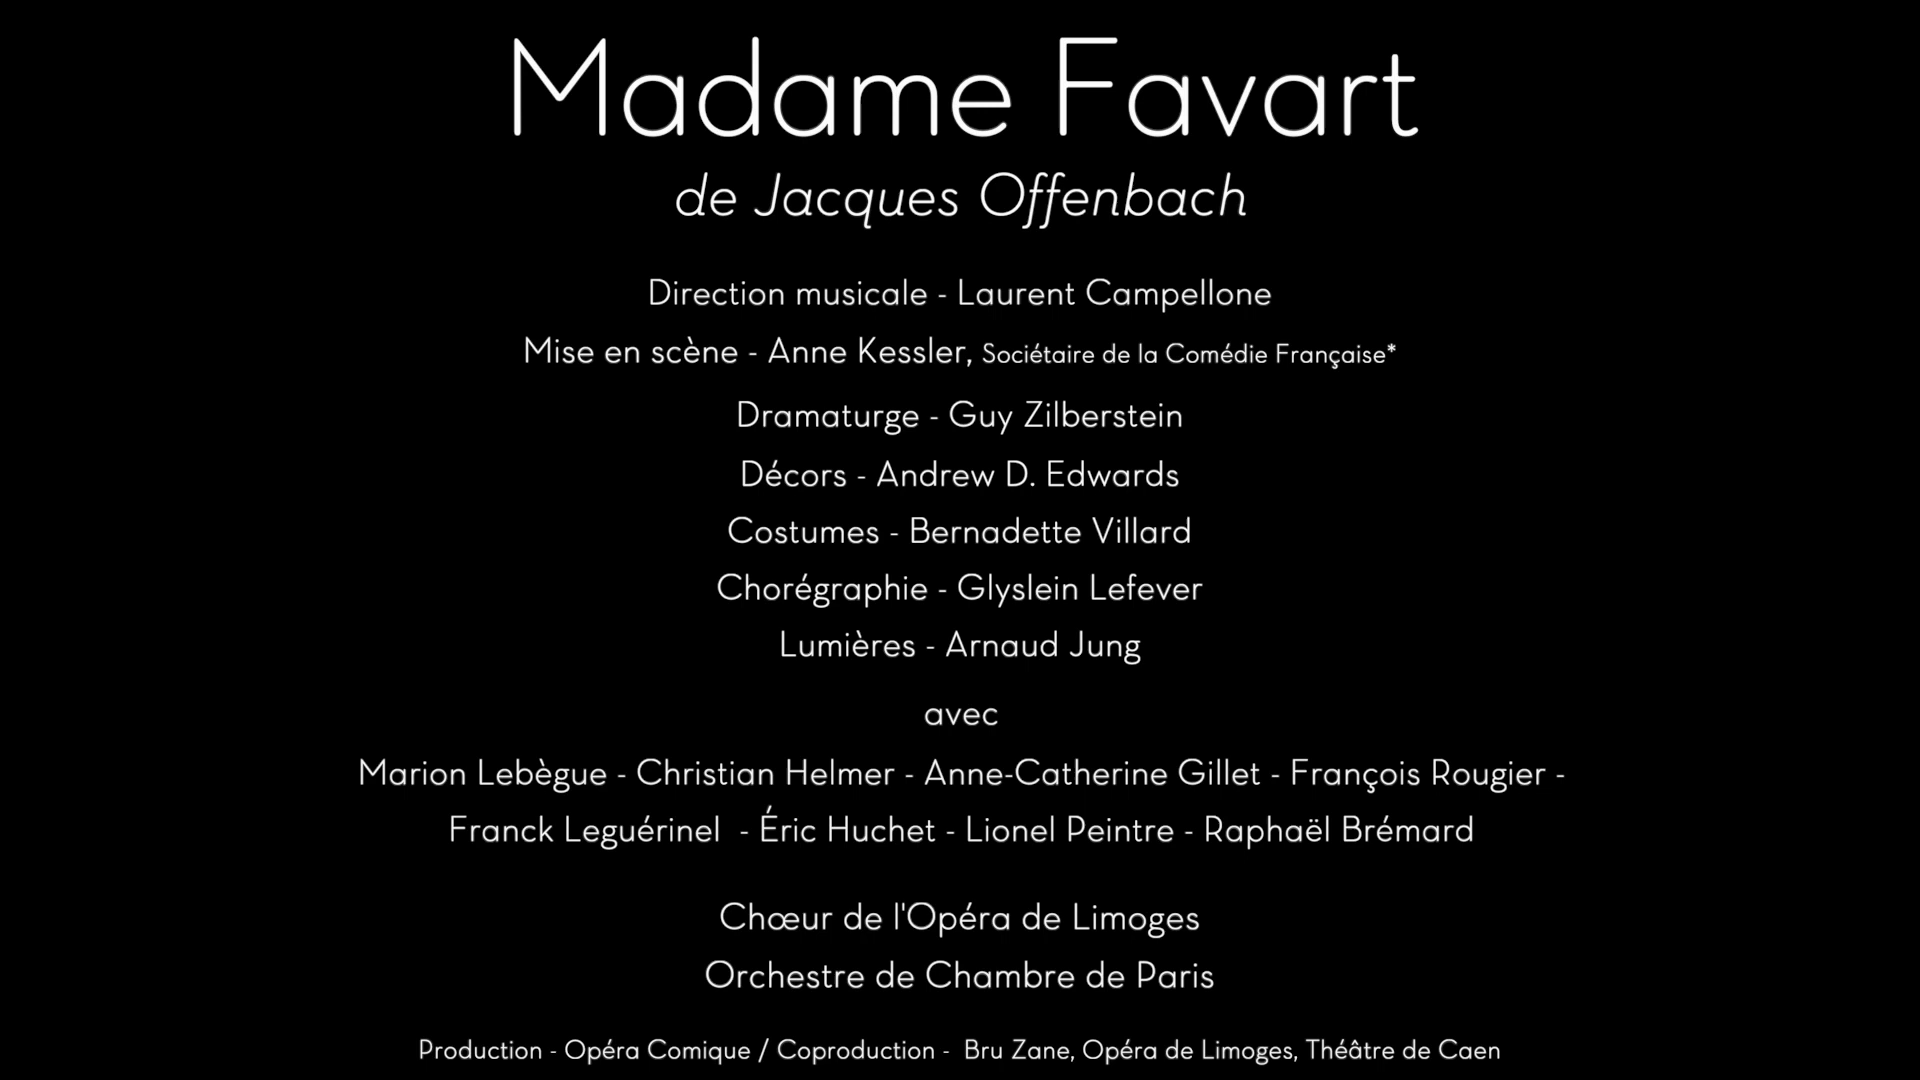 Madame Favart
de Jacques Offenbach
Direction musicale - Laurent Campellone
Mise en scène - Anne Kessler, Sociétaire de la Comédie Française*
Dramaturge - Guy Zilberstein
Décors - Andrew D. Edwards
Costumes - Bernadette Villard
Chorégraphie - Glyslein Lefever
Lumières - Arnaud Jung
avec
Marion Lebègue - Christian Helmer - Anne-Catherine Gillet - François Rougier -
Franck Leguérinel - Éric Huchet - Lionel Peintre - Raphaël Brémard
Chœur de l'Opéra de Limoges
Orchestre de Chambre de Paris
Production - Opéra Comique / Coproduction - Bru Zane, Opéra de Limoges, Théâtre de Caen